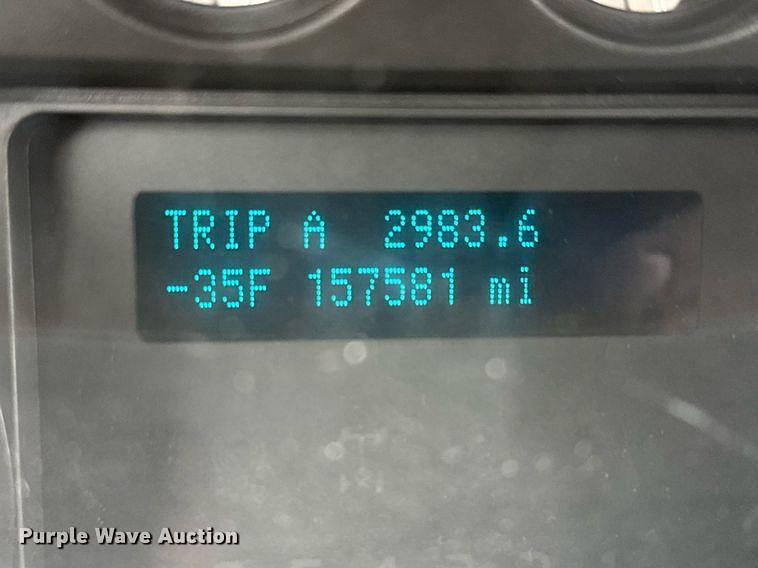 TRIP A 2983.6
-35F 157581 mi
Purple Wave Auction